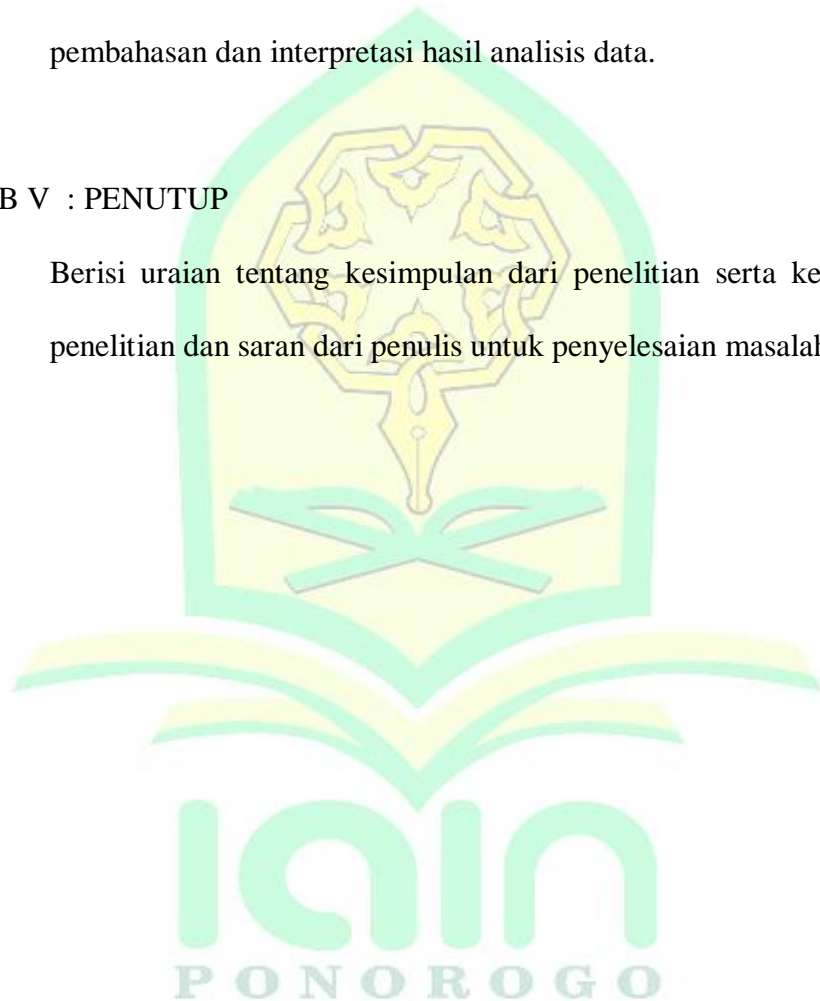 pembahasan dan interpretasi hasil analisis data.
B V : PENUTUP
Berisi uraian tentang kesimpulan dari penelitian serta ke
penelitian dan saran dari penulis untuk penyelesaian masalah
iain
PONOROGO